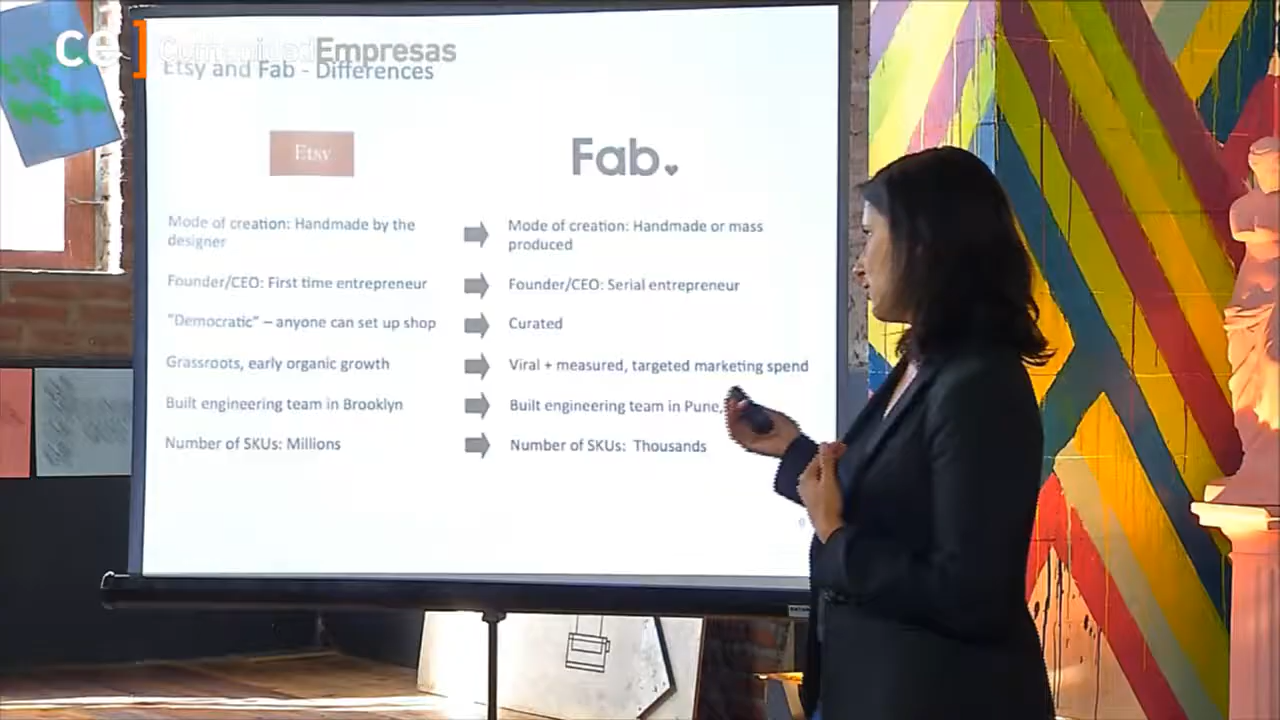 ce] ComunidadEmpresas
Etsy and Fab - Differences
Etsy
Fab.
Mode of creation: Handmade by the
designer
Mode of creation: Handmade or mass
produced
Founder/CEO: First time entrepreneur
Founder/CEO: Serial entrepreneur
"Democratic" – anyone can set up shop
Curated
Grassroots, early organic growth
Viral + measured, targeted marketing spend
Built engineering team in Brooklyn
Built engineering team in Pune,
Number of SKUs: Millions
Number of SKUs: Thousands